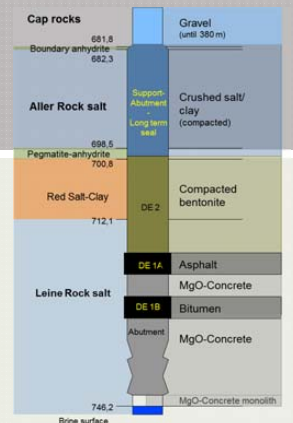 Cap rocks
Gravel
(until 380 m)
681,8
Boundary anhydrite
682,3
Support-
Abutment
-
Long term
seal
Crushed salt/
clay
(compacted)
Aller Rock salt
698,5
Pegmatite-anhydrite
700,8
Red Salt-Clay
DE 2
Compacted
bentonite
712,1
DE 1A
Asphalt
MgO-Concrete
Leine Rock salt
DE 1B
Bitumen
Abutment
MgO-Concrete
MgO-Concrete monolith
746,2
Brine surface